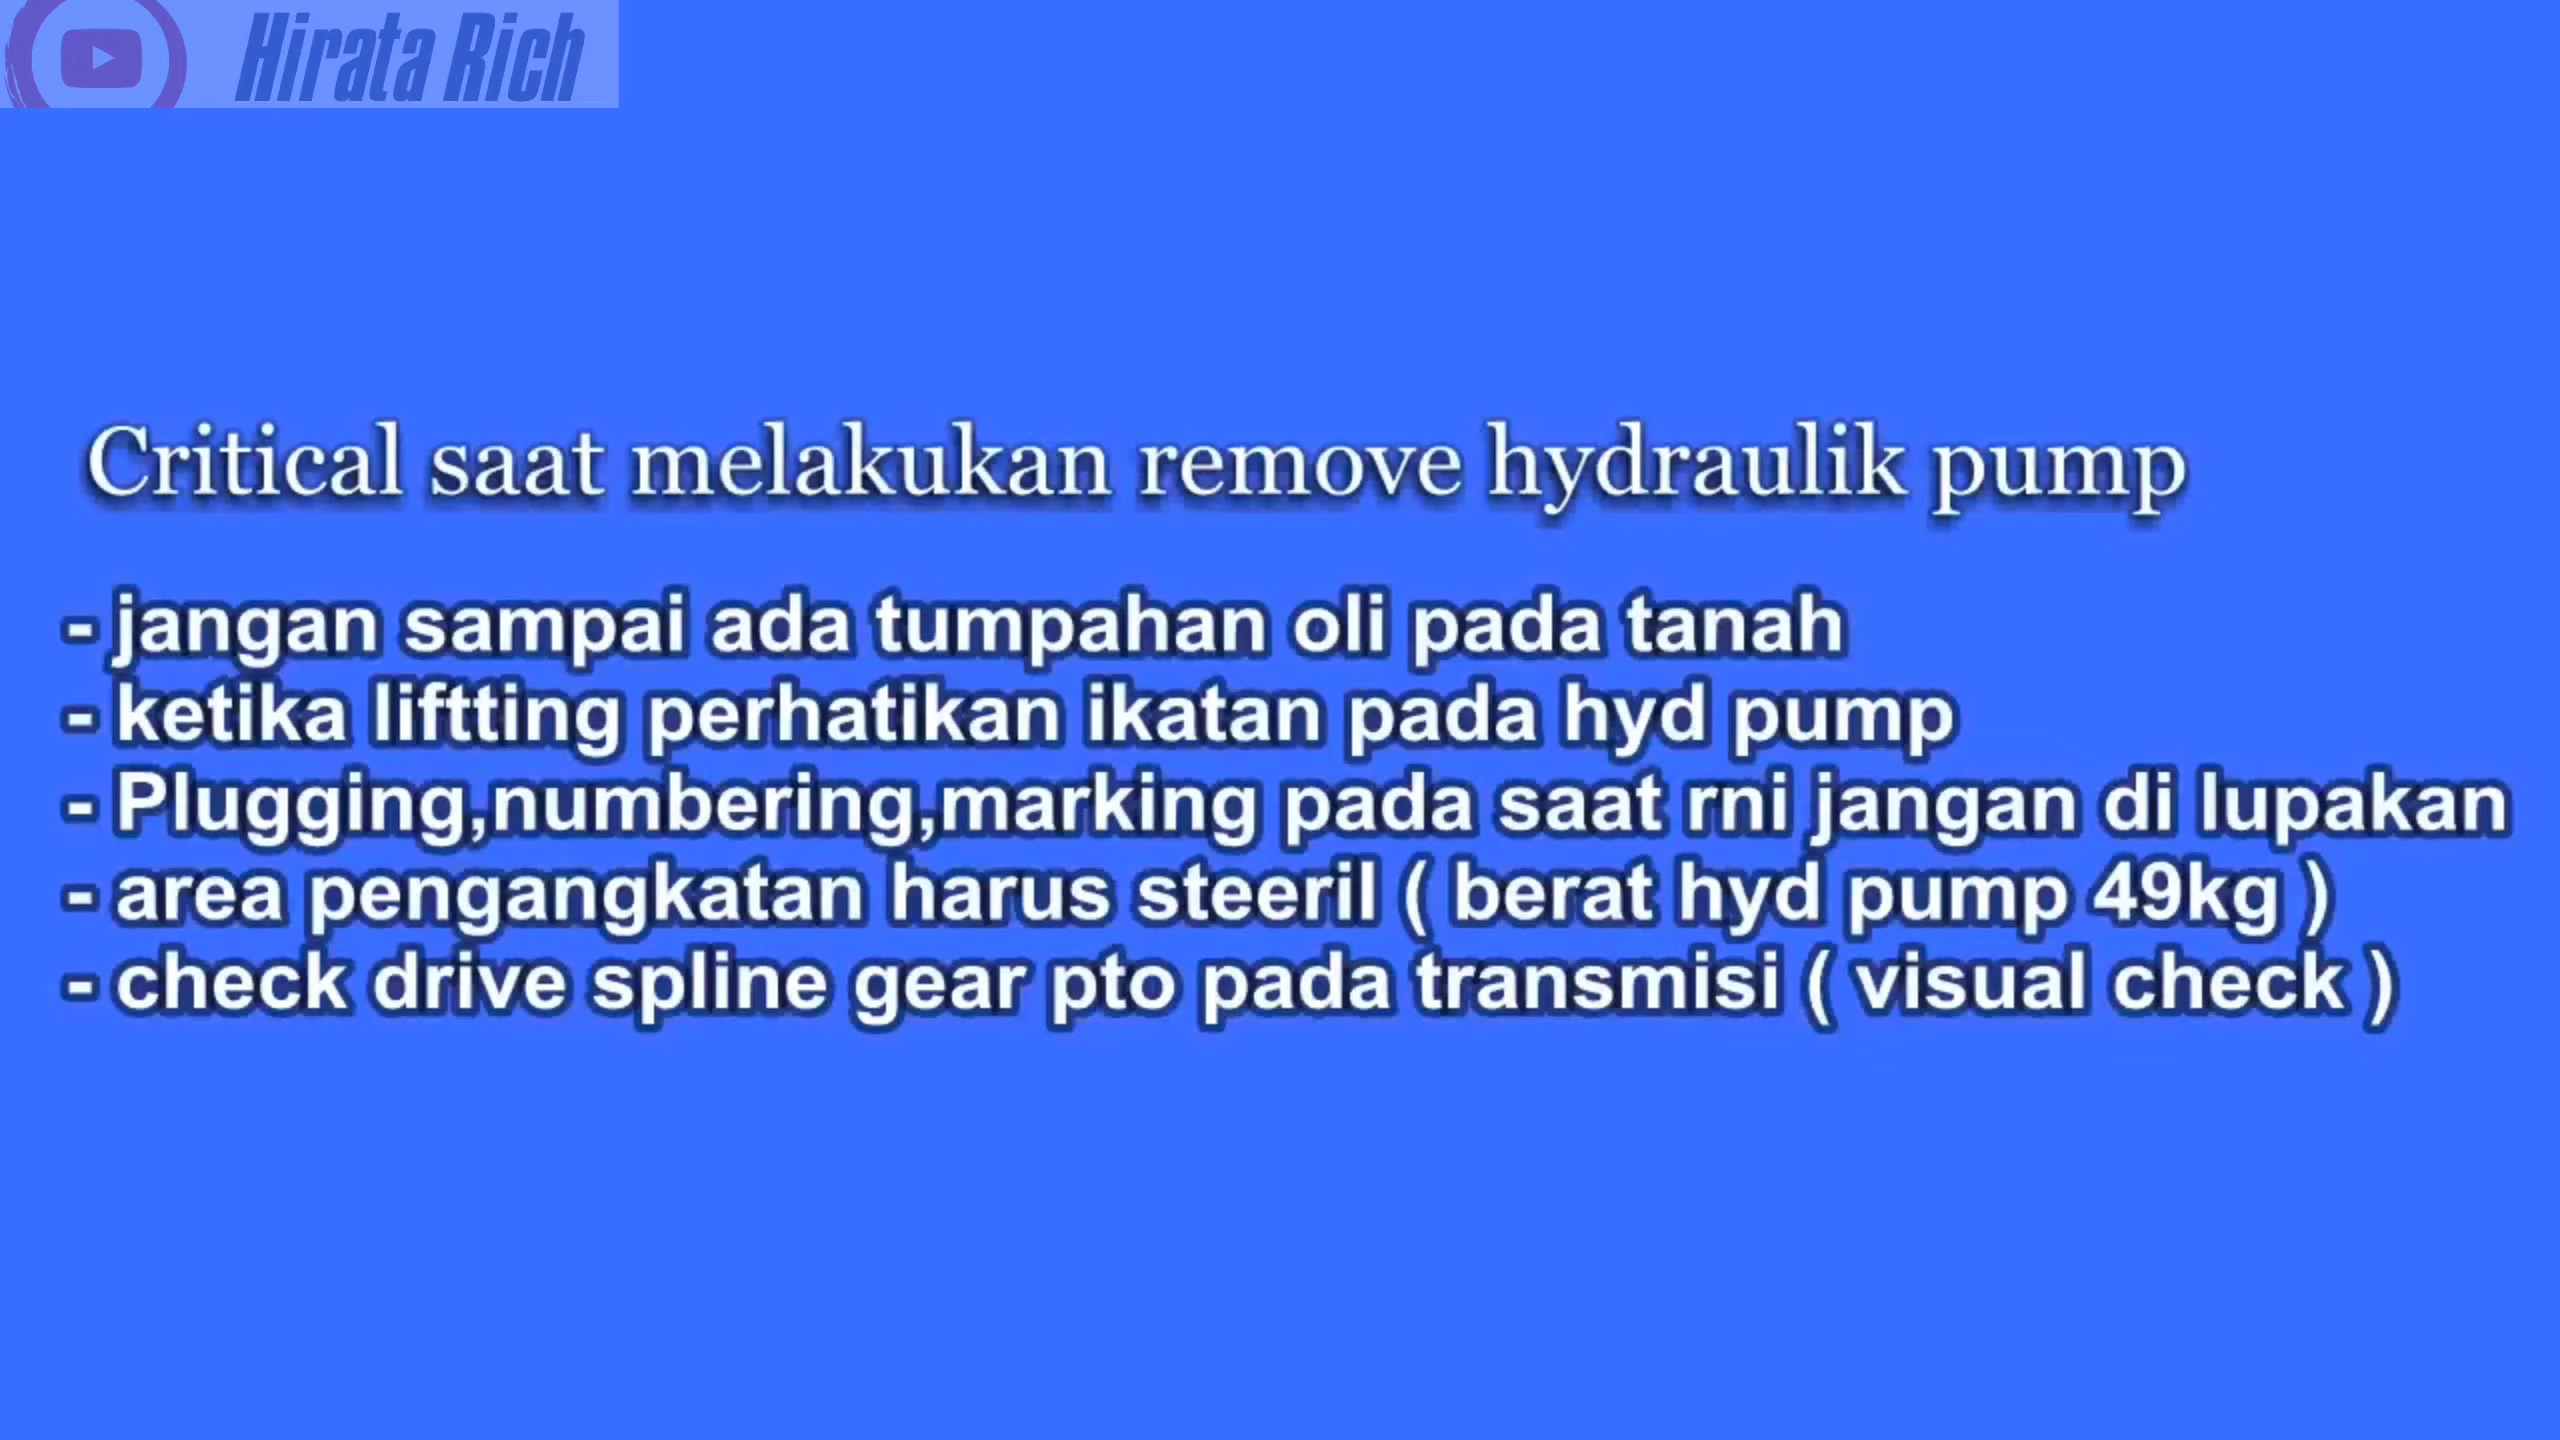 Hirata Rich
Critical saat melakukan remove hydraulik pump
- jangan sampai ada tumpahan oli pada tanah
- ketika liftting perhatikan ikatan pada hyd pump
- Plugging,numbering,marking pada saat rni jangan di lupakan
- area pengangkatan harus steeril ( berat hyd pump 49kg )
- check drive spline gear pto pada transmisi ( visual check )